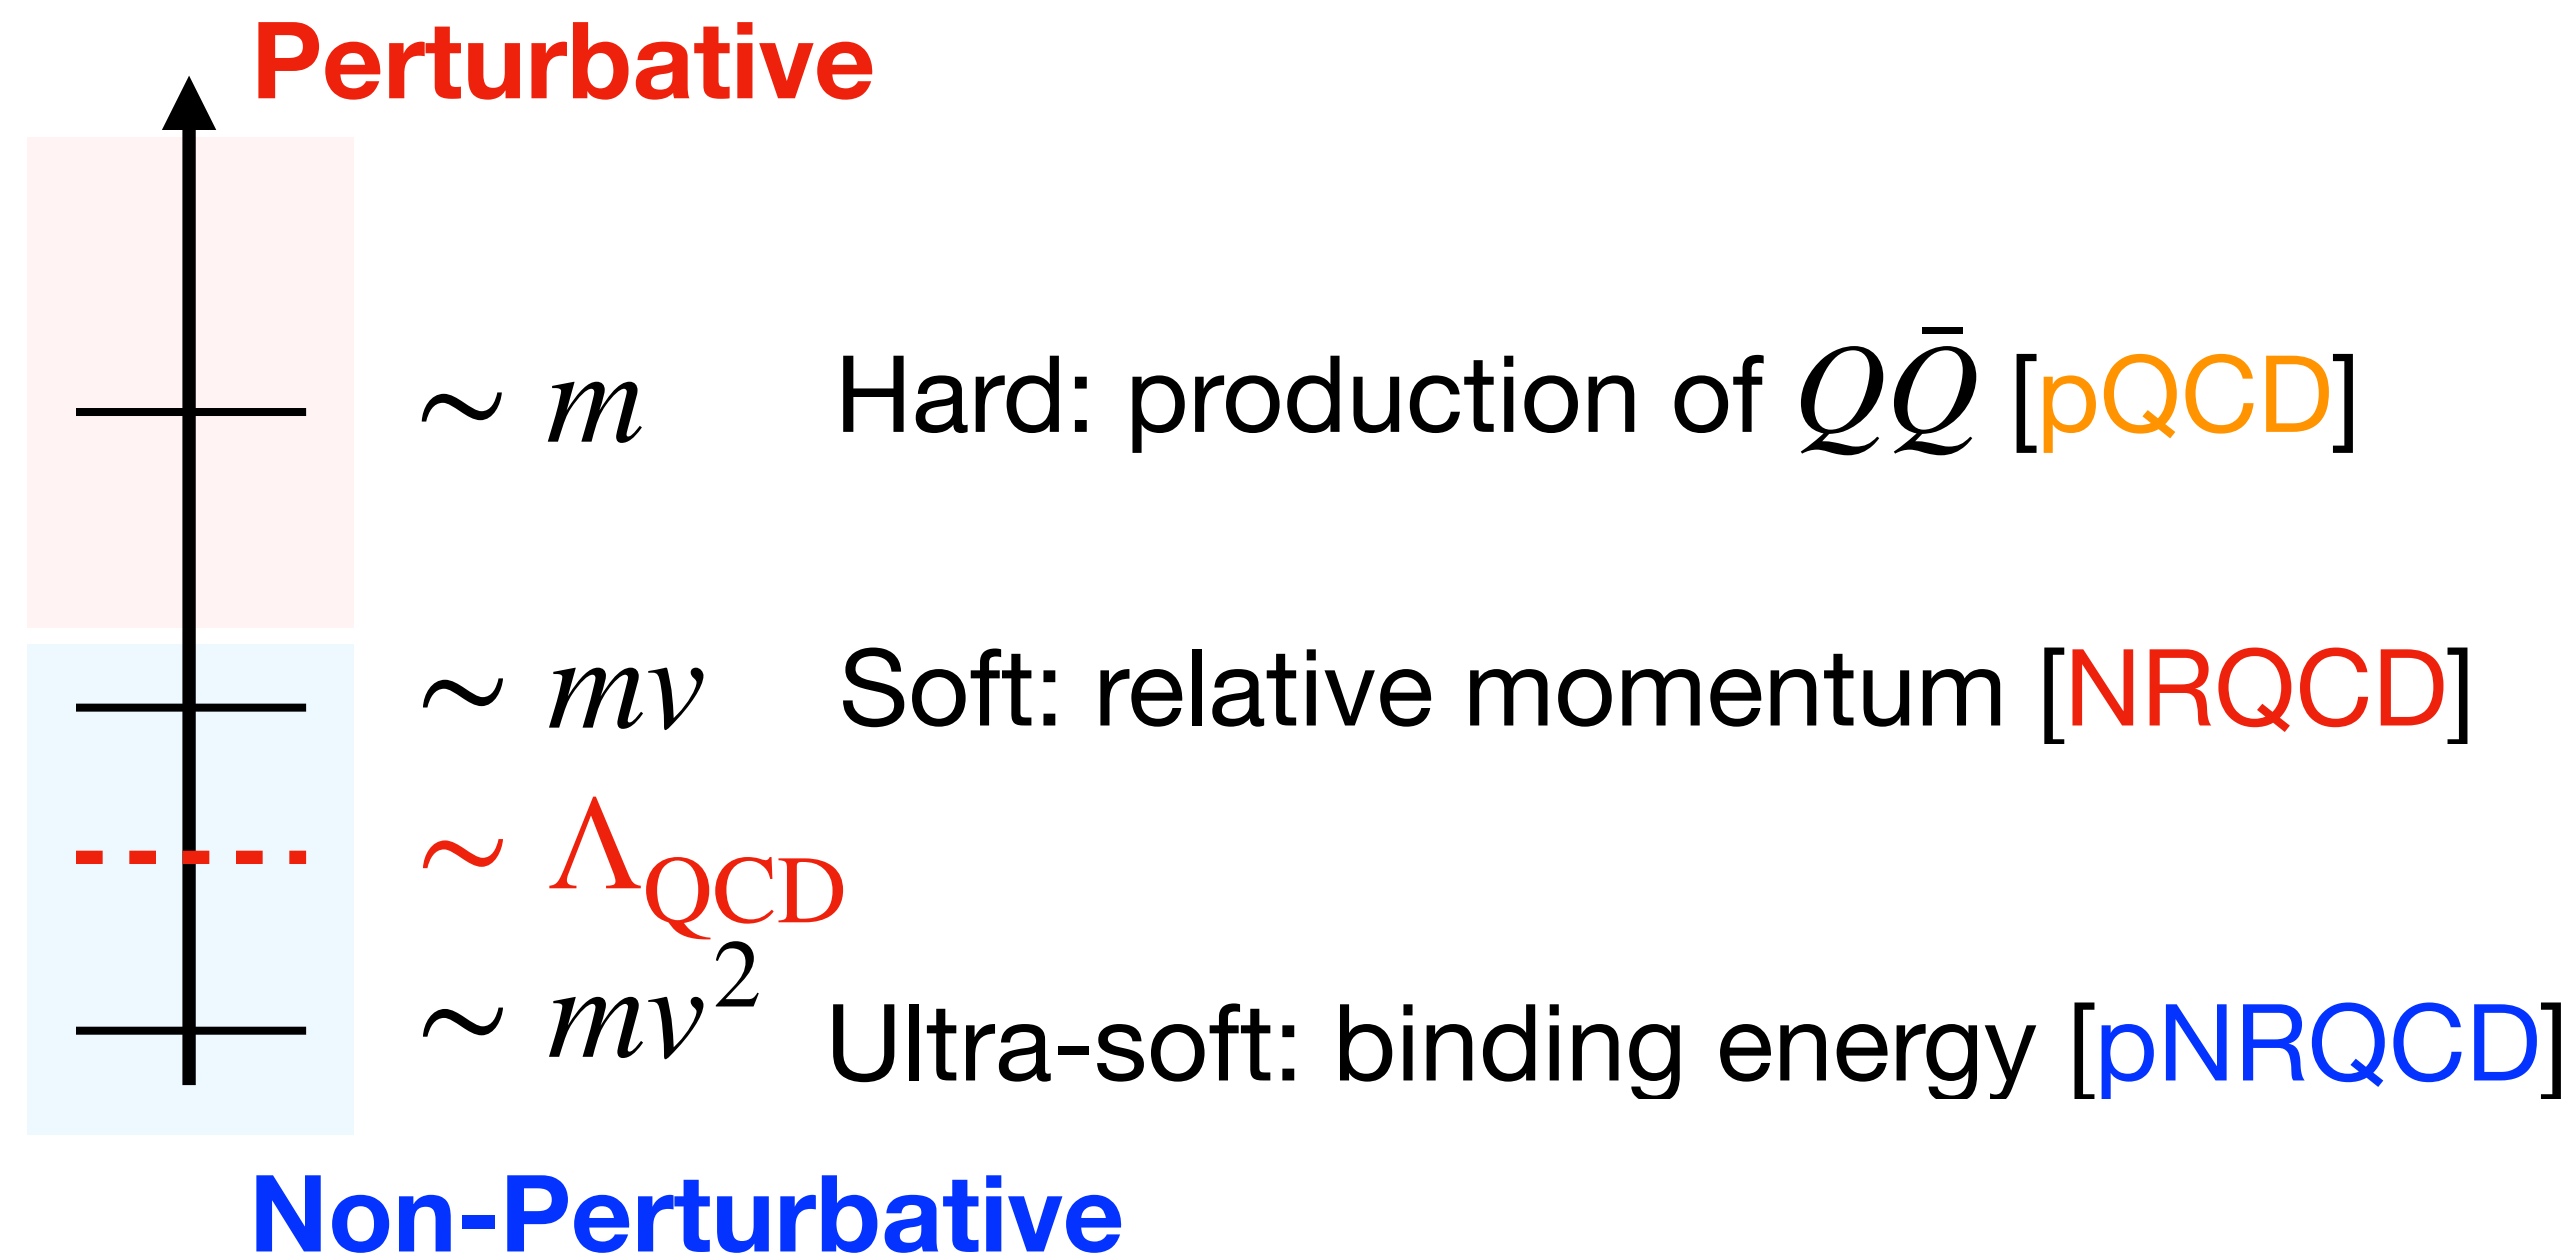 Perturbative
∼ m Hard: production of QQ̄ [pQCD]
∼ mv Soft: relative momentum [NRQCD]
∼ Λ_QCD
∼ mv² Ultra-soft: binding energy [pNRQCD]
Non-Perturbative